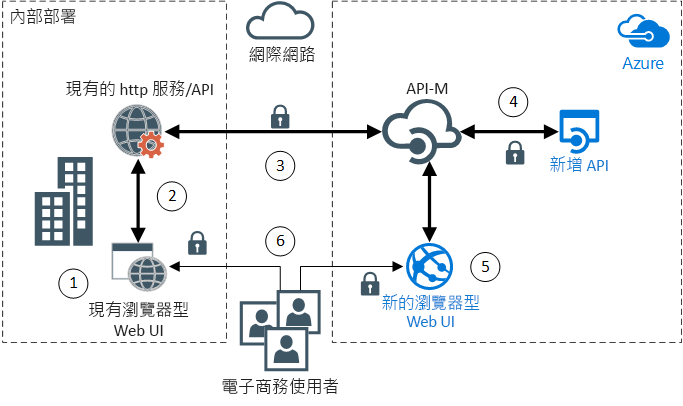 內部部署
網際網路
Azure
現有的 http 服務/API
API-M
4
3
新增 API
2
6
1
5
現有瀏覽器型
Web UI
新的瀏覽器型
Web UI
電子商務使用者